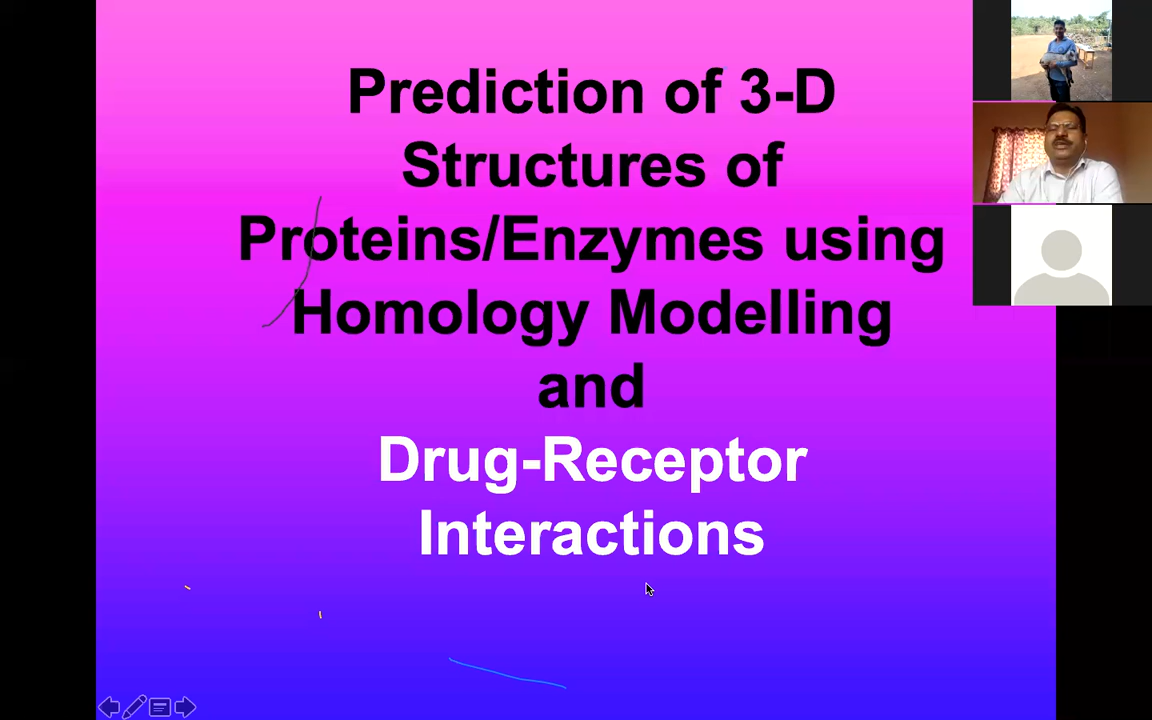 Prediction of 3-D
Structures of
Proteins/Enzymes using
Homology Modelling
and
Drug-Receptor
Interactions